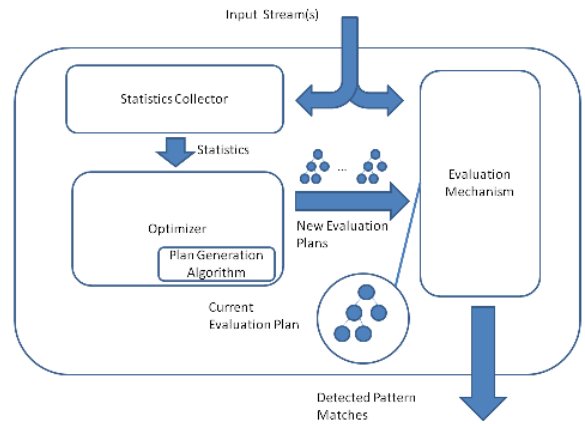 Input Stream(s)
Statistics Collector
Statistics
Optimizer
Plan Generation
Algorithm
...
New Evaluation
Plans
Evaluation
Mechanism
Current
Evaluation Plan
Detected Pattern
Matches